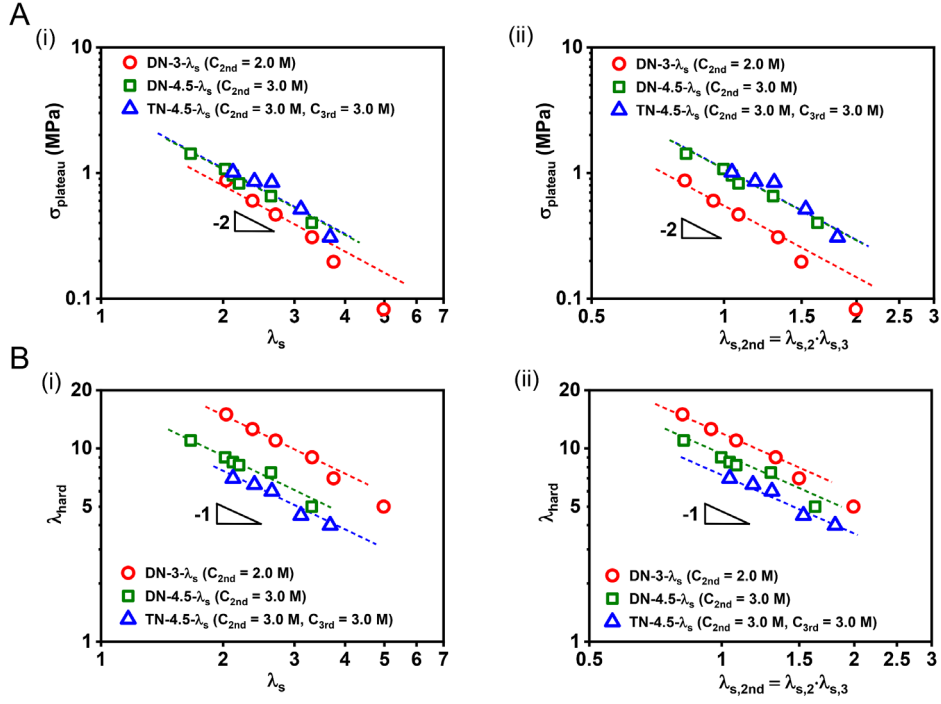 A
(i)
DN-3-λs (C2nd = 2.0 M)
DN-4.5-λs (C2nd = 3.0 M)
TN-4.5-λs (C2nd = 3.0 M, C3rd = 3.0 M)
σplateau (MPa)
10
1
0.1
-2
1
2
3
4
5
6
7
λs
(ii)
DN-3-λs (C2nd = 2.0 M)
DN-4.5-λs (C2nd = 3.0 M)
TN-4.5-λs (C2nd = 3.0 M, C3rd = 3.0 M)
σplateau (MPa)
10
1
0.1
-2
0.5
1
1.5
2
2.5
3
λs,2nd = λs,2·λs,3
B
(i)
λhard
20
10
5
1
-1
DN-3-λs (C2nd = 2.0 M)
DN-4.5-λs (C2nd = 3.0 M)
TN-4.5-λs (C2nd = 3.0 M, C3rd = 3.0 M)
1
2
3
4
5
6
7
λs
(ii)
λhard
20
10
5
1
-1
DN-3-λs (C2nd = 2.0 M)
DN-4.5-λs (C2nd = 3.0 M)
TN-4.5-λs (C2nd = 3.0 M, C3rd = 3.0 M)
0.5
1
1.5
2
2.5
3
λs,2nd = λs,2·λs,3